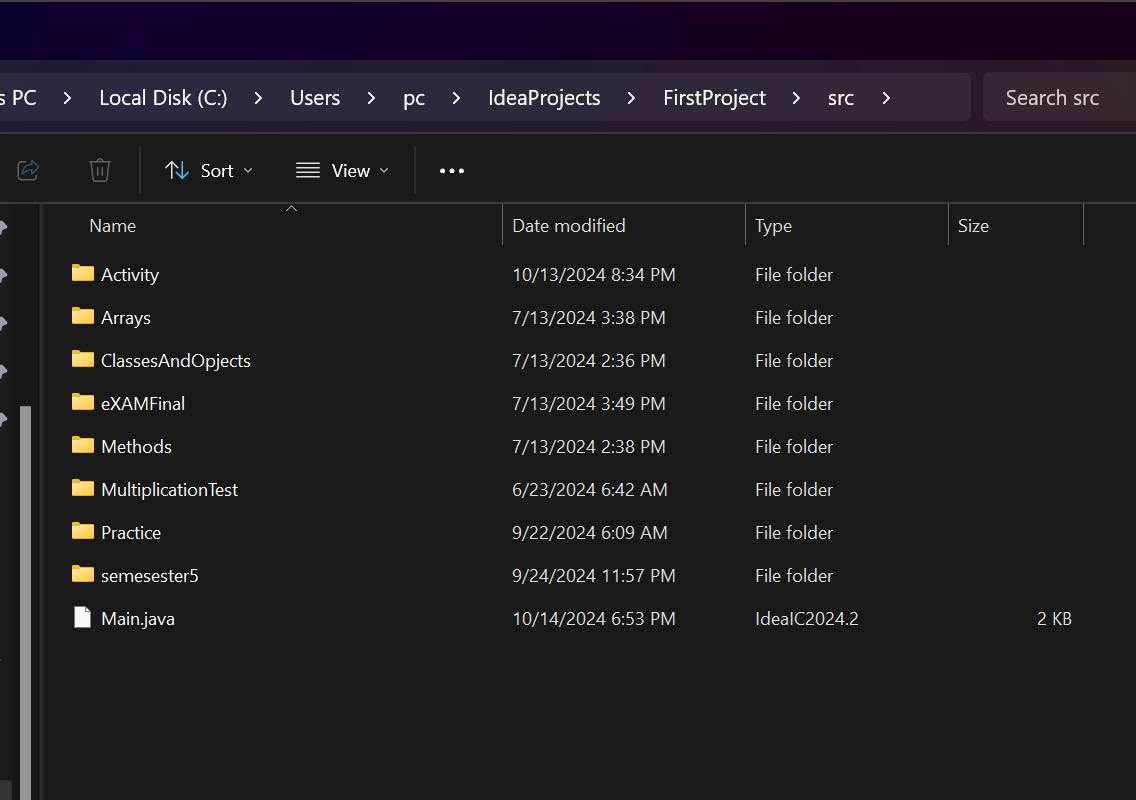 s PC > Local Disk (C:) > Users > pc > IdeaProjects > FirstProject > src > Search src
Sort View
Name Date modified Type Size
Activity 10/13/2024 8:34 PM File folder
Arrays 7/13/2024 3:38 PM File folder
ClassesAndOpjects 7/13/2024 2:36 PM File folder
eXAMFinal 7/13/2024 3:49 PM File folder
Methods 7/13/2024 2:38 PM File folder
MultiplicationTest 6/23/2024 6:42 AM File folder
Practice 9/22/2024 6:09 AM File folder
semesester5 9/24/2024 11:57 PM File folder
Main.java 10/14/2024 6:53 PM IdeaIC2024.2 2 KB